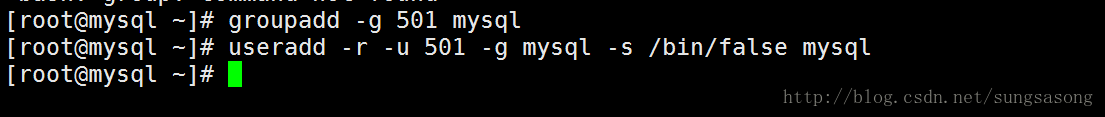 [root@mysql ~]# groupadd -g 501 mysql
[root@mysql ~]# useradd -r -u 501 -g mysql -s /bin/false mysql
[root@mysql ~]#
http://blog.csdn.net/sungsasong